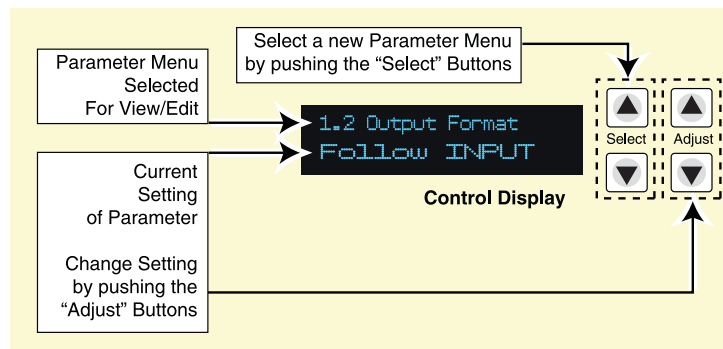 Select a new Parameter Menu
by pushing the “Select” Buttons
Parameter Menu
Selected
For View/Edit
1.2 Output Format
Follow INPUT
Select
Adjust
Control Display
Current
Setting
of Parameter
Change Setting
by pushing the
“Adjust” Buttons